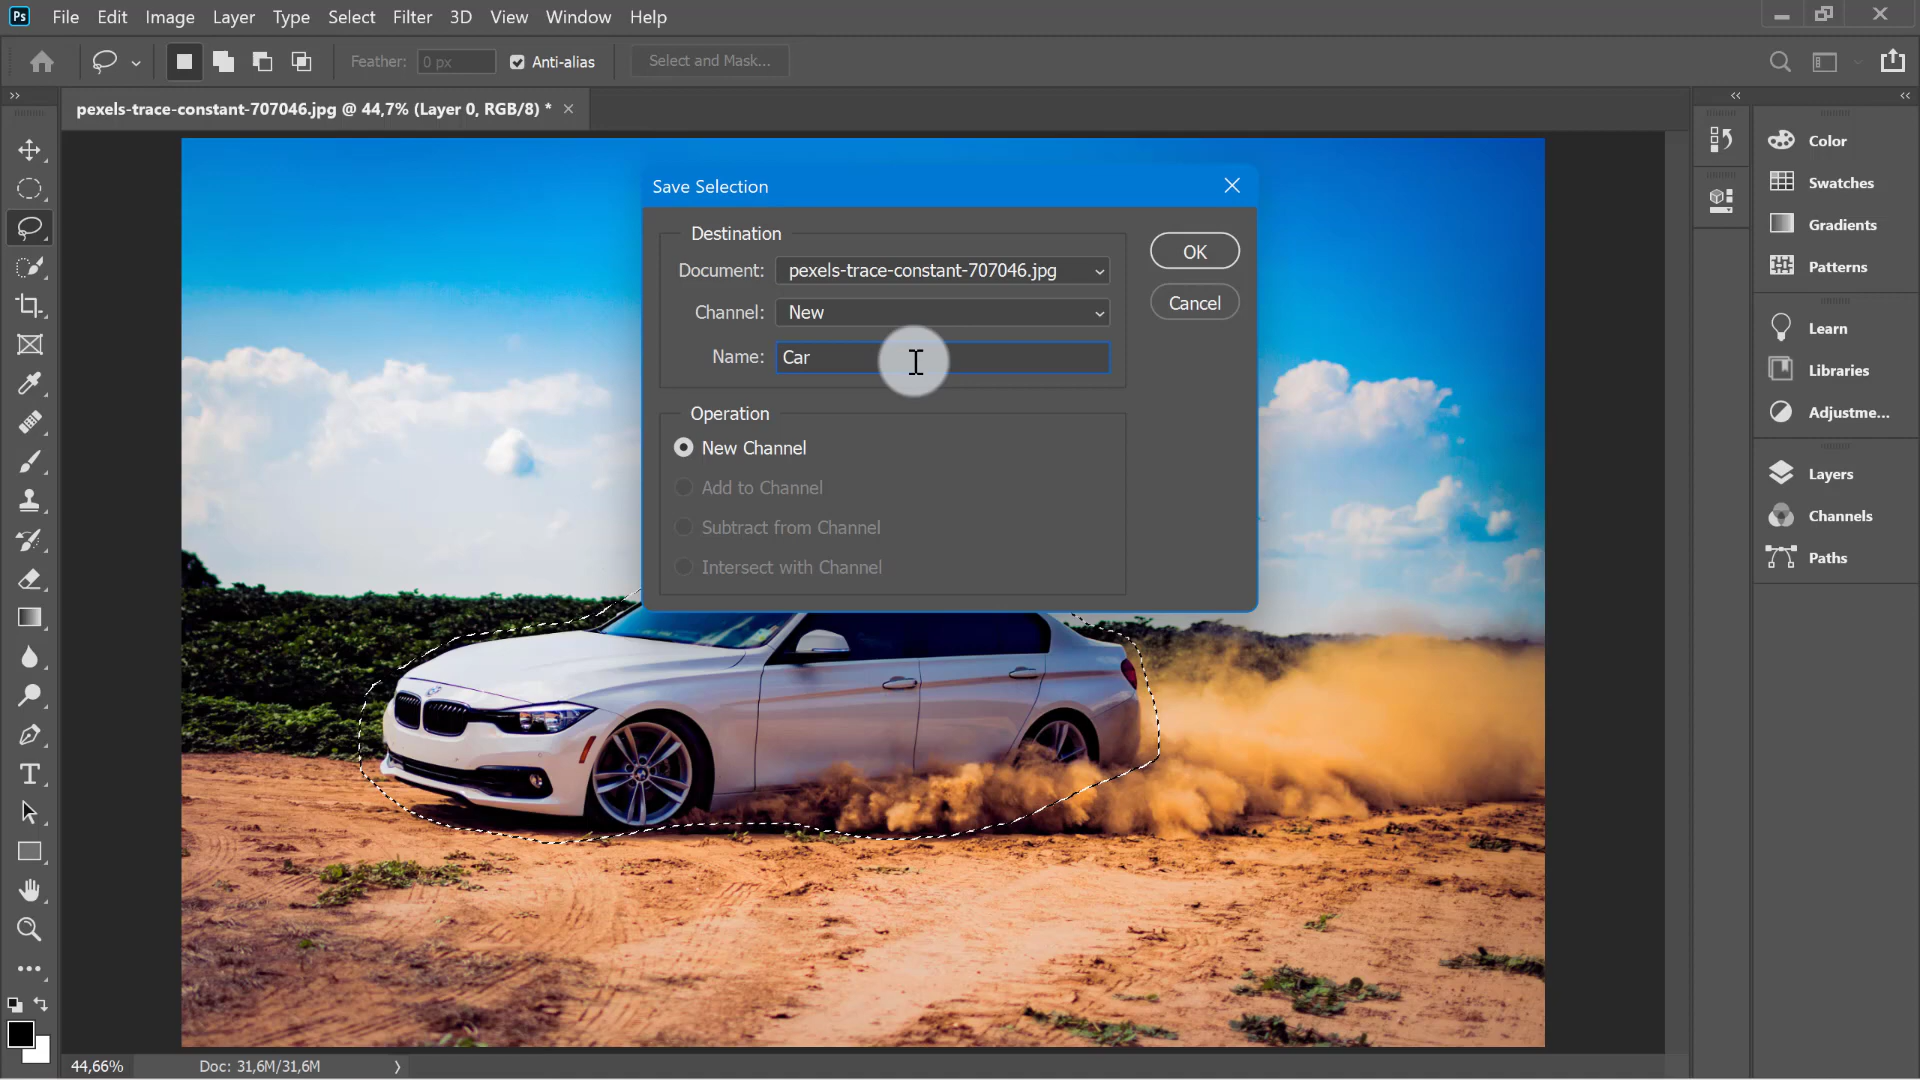 Ps File Edit Image Layer Type Select Filter 3D View Window Help
Feather: 0 px Anti-alias Select and Mask...
pexels-trace-constant-707046.jpg @ 44,7% (Layer 0, RGB/8) *
Save Selection
Destination
Document: pexels-trace-constant-707046.jpg
Channel: New
Name: Car
OK
Cancel
Operation
New Channel
Add to Channel
Subtract from Channel
Intersect with Channel
Color
Swatches
Gradients
Patterns
Learn
Libraries
Adjustme...
Layers
Channels
Paths
44,66% Doc: 31,6M/31,6M